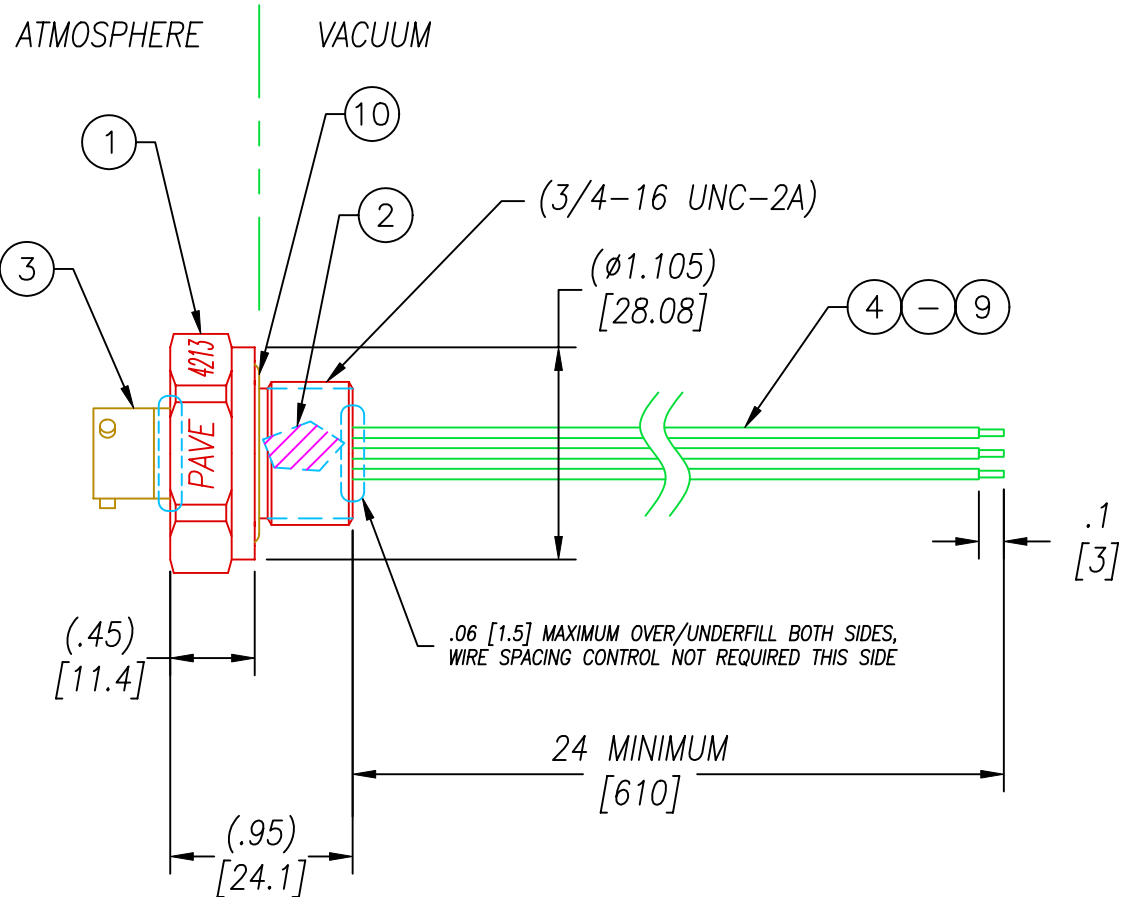 ATMOSPHERE
VACUUM
10
1
2
(3/4-16 UNC-2A)
3
(ø1.105)
[28.08]
4 - 9
4213
PAVE
.1
[3]
(.45)
[11.4]
.06 [1.5] MAXIMUM OVER/UNDERFILL BOTH SIDES,
WIRE SPACING CONTROL NOT REQUIRED THIS SIDE
24 MINIMUM
[610]
(.95)
[24.1]